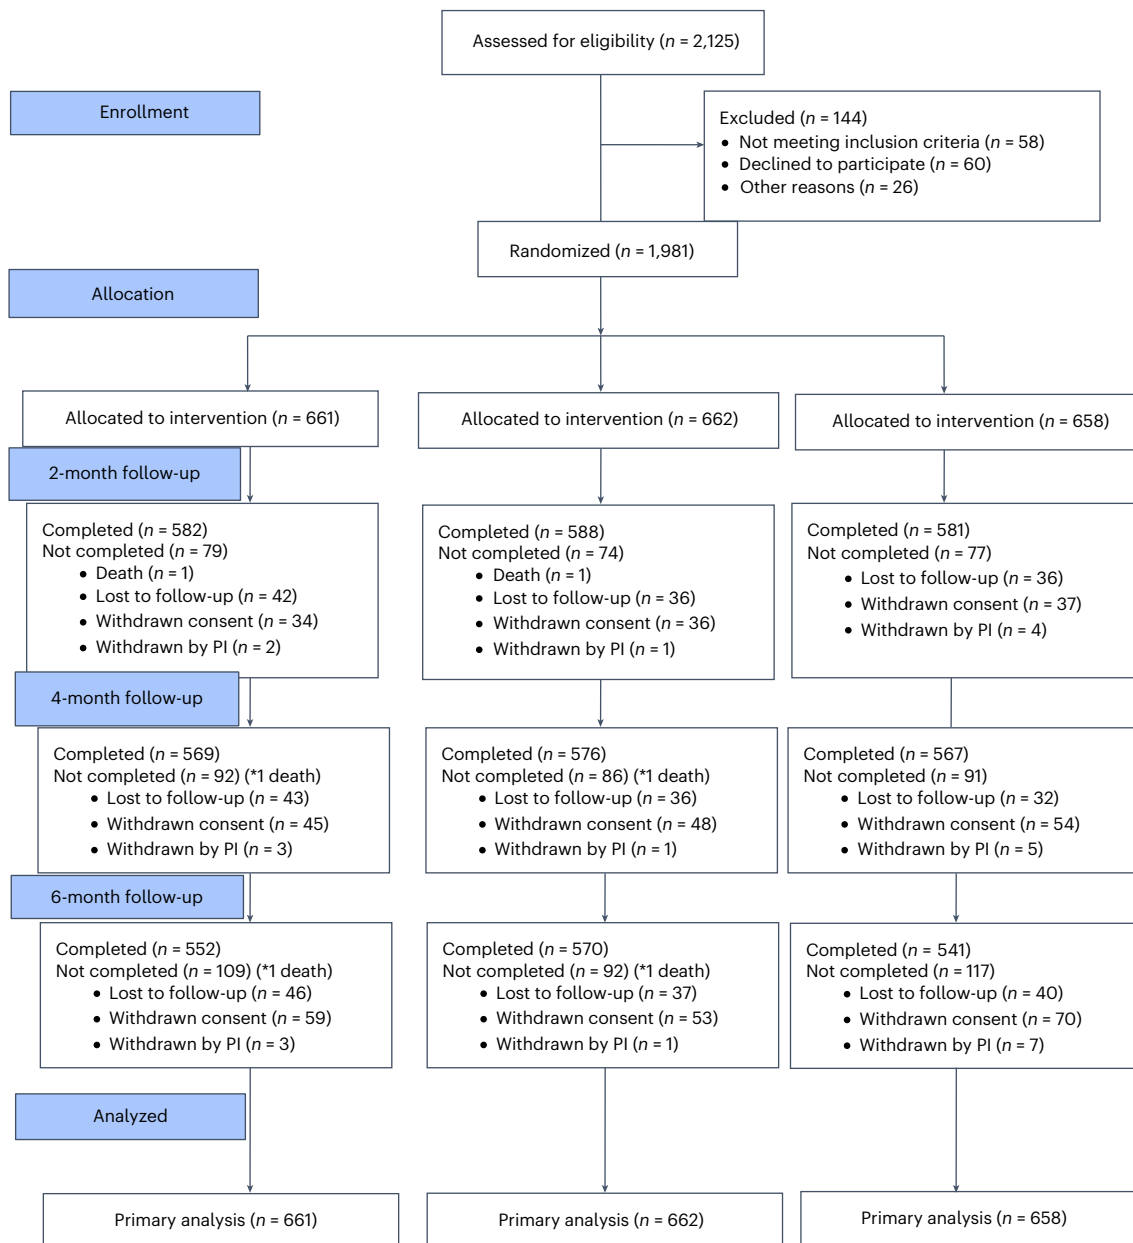 Assessed for eligibility (n = 2,125)
Enrollment
Excluded (n = 144)
• Not meeting inclusion criteria (n = 58)
• Declined to participate (n = 60)
• Other reasons (n = 26)
Randomized (n = 1,981)
Allocation
Allocated to intervention (n = 661)
Allocated to intervention (n = 662)
Allocated to intervention (n = 658)
2-month follow-up
Completed (n = 582)
Not completed (n = 79)
• Death (n = 1)
• Lost to follow-up (n = 42)
• Withdrawn consent (n = 34)
• Withdrawn by PI (n = 2)
Completed (n = 588)
Not completed (n = 74)
• Death (n = 1)
• Lost to follow-up (n = 36)
• Withdrawn consent (n = 36)
• Withdrawn by PI (n = 1)
Completed (n = 581)
Not completed (n = 77)
• Lost to follow-up (n = 36)
• Withdrawn consent (n = 37)
• Withdrawn by PI (n = 4)
4-month follow-up
Completed (n = 569)
Not completed (n = 92) (*1 death)
• Lost to follow-up (n = 43)
• Withdrawn consent (n = 45)
• Withdrawn by PI (n = 3)
Completed (n = 576)
Not completed (n = 86) (*1 death)
• Lost to follow-up (n = 36)
• Withdrawn consent (n = 48)
• Withdrawn by PI (n = 1)
Completed (n = 567)
Not completed (n = 91)
• Lost to follow-up (n = 32)
• Withdrawn consent (n = 54)
• Withdrawn by PI (n = 5)
6-month follow-up
Completed (n = 552)
Not completed (n = 109) (*1 death)
• Lost to follow-up (n = 46)
• Withdrawn consent (n = 59)
• Withdrawn by PI (n = 3)
Completed (n = 570)
Not completed (n = 92) (*1 death)
• Lost to follow-up (n = 37)
• Withdrawn consent (n = 53)
• Withdrawn by PI (n = 1)
Completed (n = 541)
Not completed (n = 117)
• Lost to follow-up (n = 40)
• Withdrawn consent (n = 70)
• Withdrawn by PI (n = 7)
Analyzed
Primary analysis (n = 661)
Primary analysis (n = 662)
Primary analysis (n = 658)